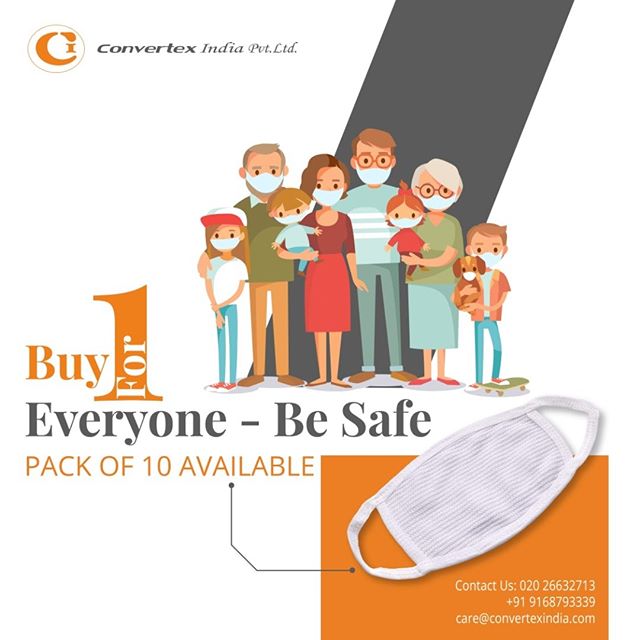 Convertex India Pvt.Ltd.
Buy 1 For
Everyone - Be Safe
PACK OF 10 AVAILABLE
Contact Us: 020 26632713
+91 9168793339
care@convertexindia.com